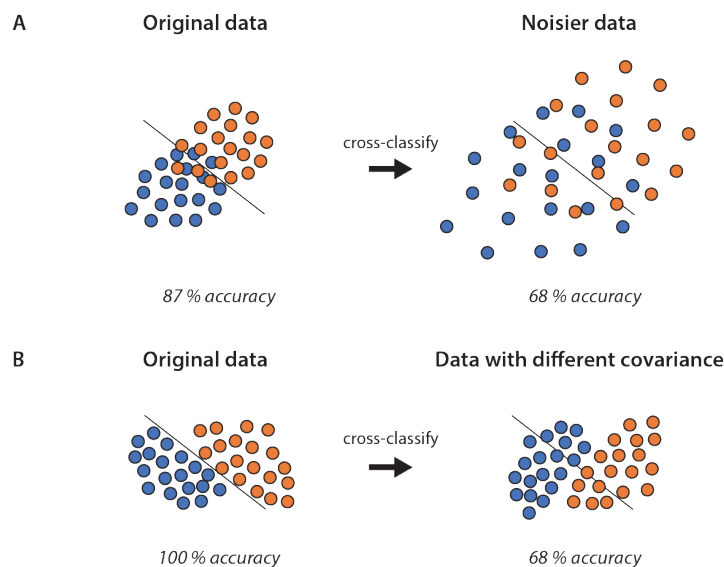 A
Original data
Noisier data
cross-classify
87 % accuracy
68 % accuracy
B
Original data
Data with different covariance
cross-classify
100 % accuracy
68 % accuracy